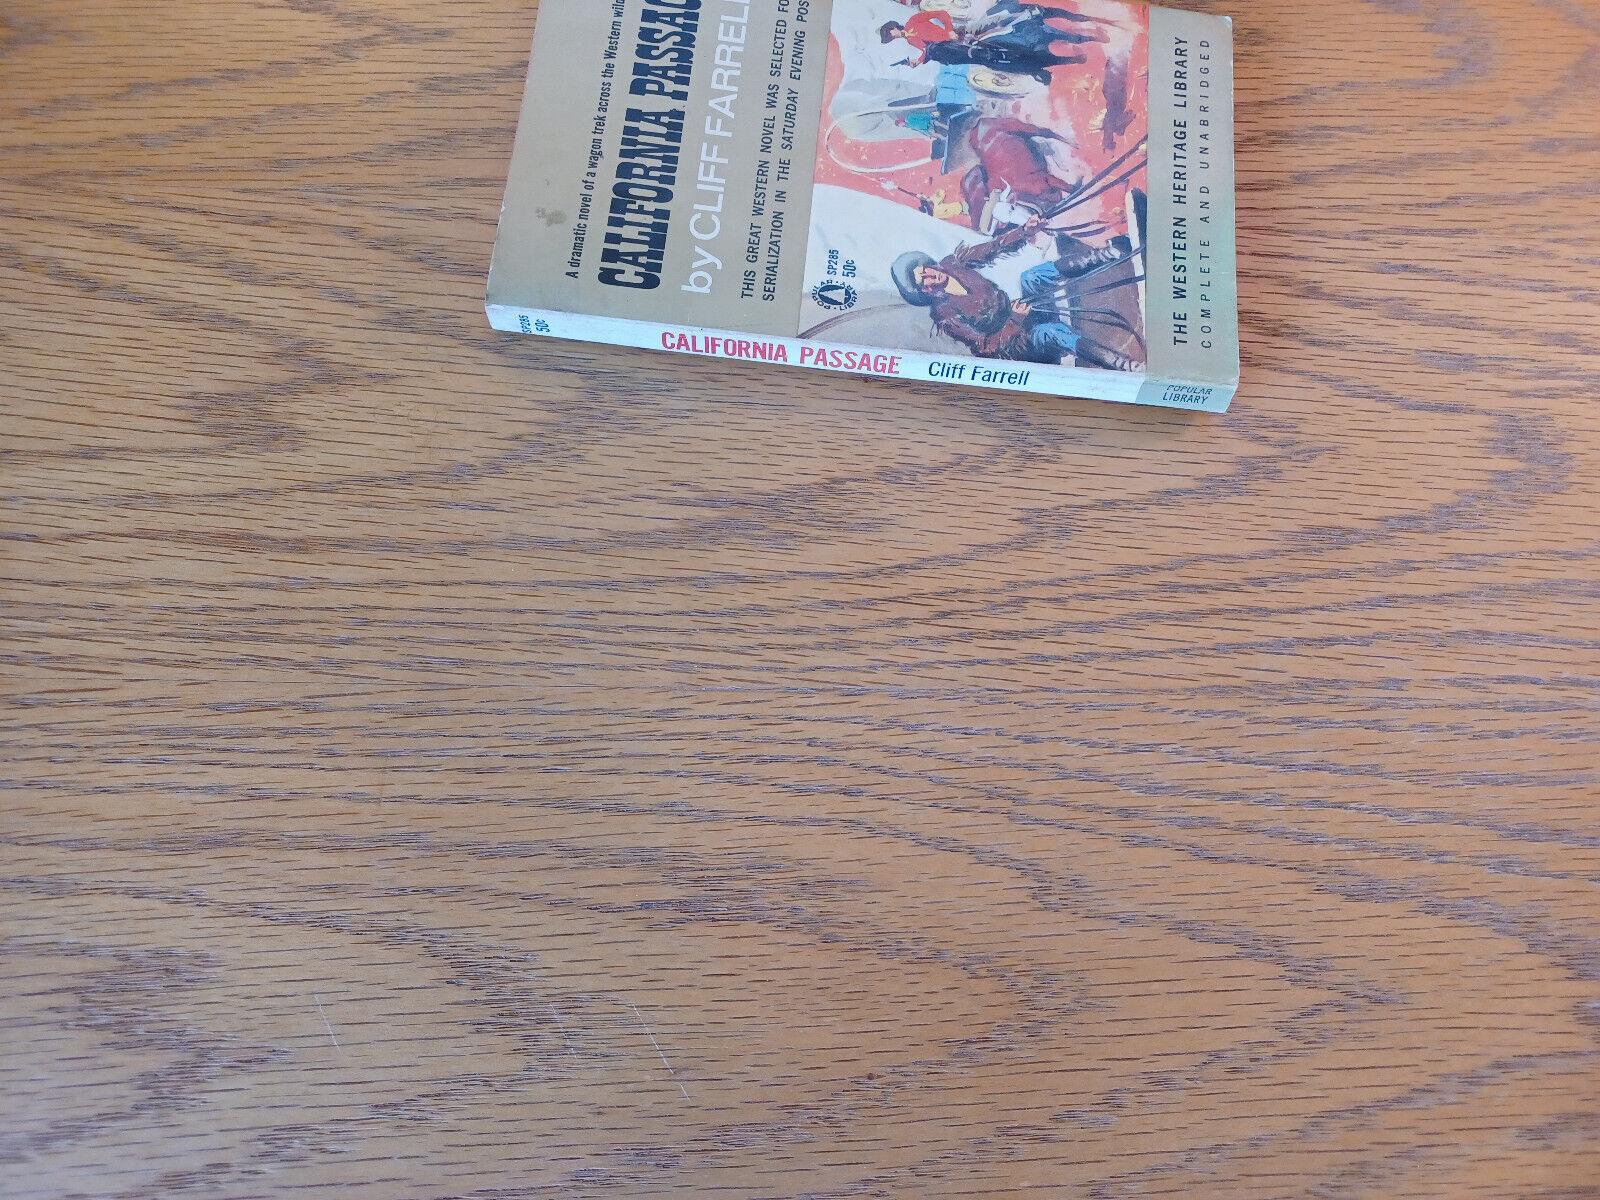 A dramatic novel of a wagon trek across the Western wild
CALIFORNIA PASSAG
by CLIFF FARRELL
THIS GREAT WESTERN NOVEL WAS SELECTED FO
SERIALIZATION IN THE SATURDAY EVENING POS
POPULAR LIBRARY
SP285
50c
THE WESTERN HERITAGE LIBRARY
COMPLETE AND UNABRIDGED
SP285
50c
CALIFORNIA PASSAGE Cliff Farrell
POPULAR
LIBRARY